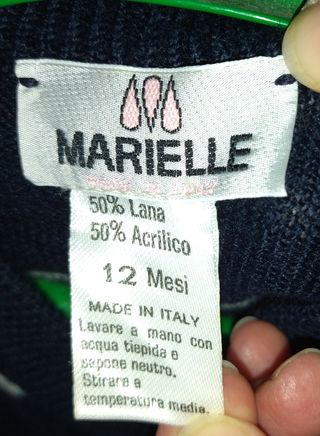 MARIELLE
50% Lana
50% Acrilico
12 Mesi
MADE IN ITALY
Lavare a mano con
acqua tiepida e
sapone neutro.
Stirare a
temperatura media.